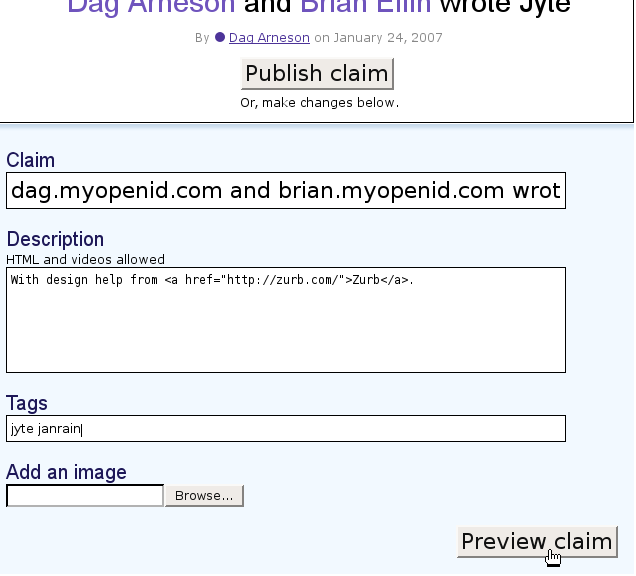 Dag Arneson and Brian Ellin wrote Jyte
By Dag Arneson on January 24, 2007
Publish claim
Or, make changes below.
Claim
dag.myopenid.com and brian.myopenid.com wrot
Description
HTML and videos allowed
With design help from <a href="http://zurb.com/">Zurb</a>.
Tags
jyte janrain
Add an image
Browse...
Preview claim